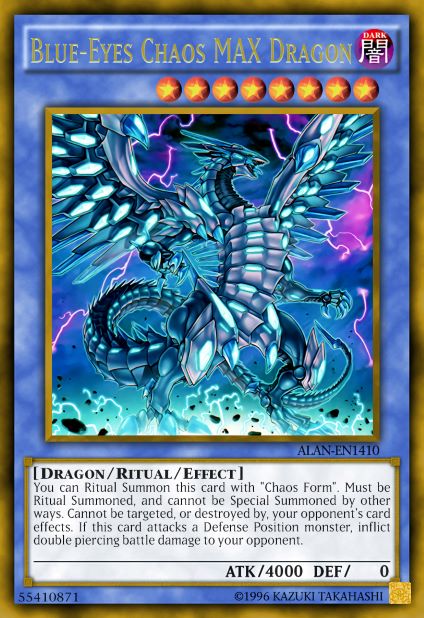 BLUE-EYES CHAOS MAX DRAGON
DARK
闇
ALAN-EN1410
[DRAGON/RITUAL/EFFECT]
You can Ritual Summon this card with "Chaos Form". Must be
Ritual Summoned, and cannot be Special Summoned by other
ways. Cannot be targeted, or destroyed by, your opponent's card
effects. If this card attacks a Defense Position monster, inflict
double piercing battle damage to your opponent.
ATK/4000 DEF/ 0
55410871 ©1996 KAZUKI TAKAHASHI